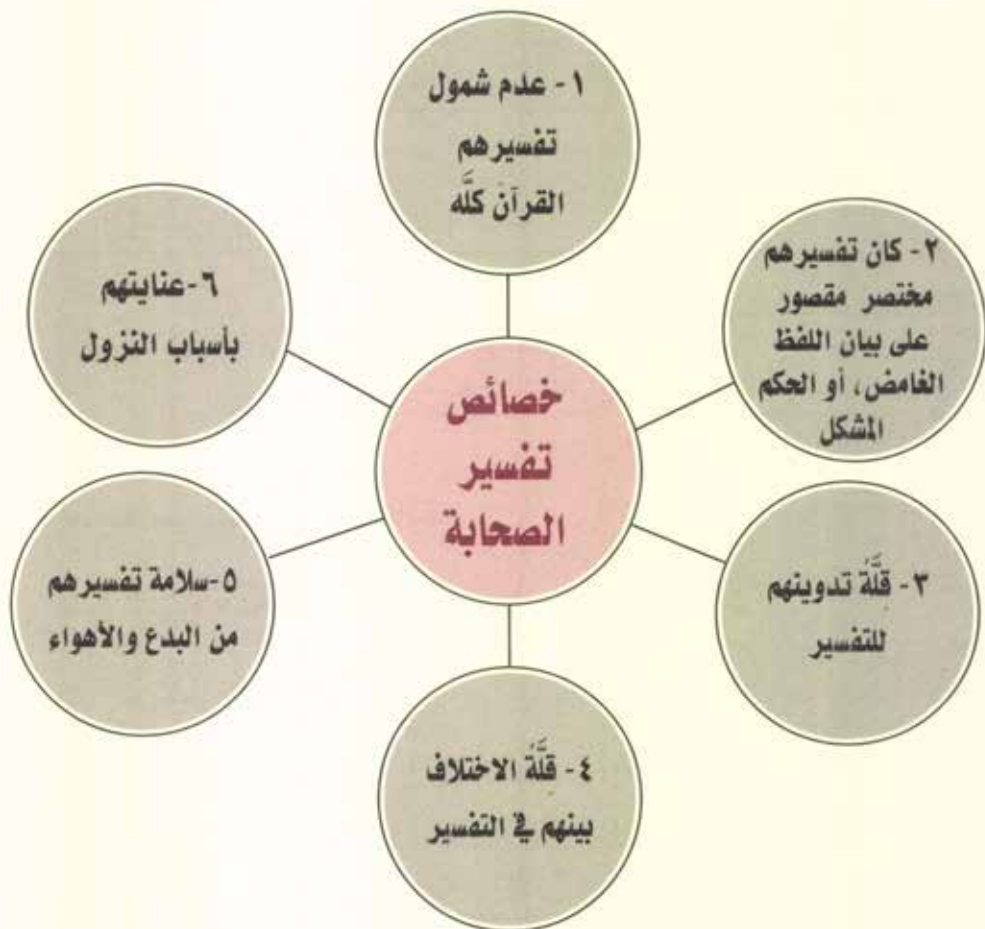 خصائص
تفسير
الصحابة
١- عدم شمول
تفسيرهم
القرآن كلَّه
٢- كان تفسيرهم
مختصر مقصور
على بيان اللفظ
الغامض، أو الحكم
المشكل
٣- قلَّة تدوينهم
للتفسير
٤- قلَّة الاختلاف
بينهم في التفسير
٥-سلامة تفسيرهم
من البدع والأهواء
٦-عنايتهم
بأسباب النزول